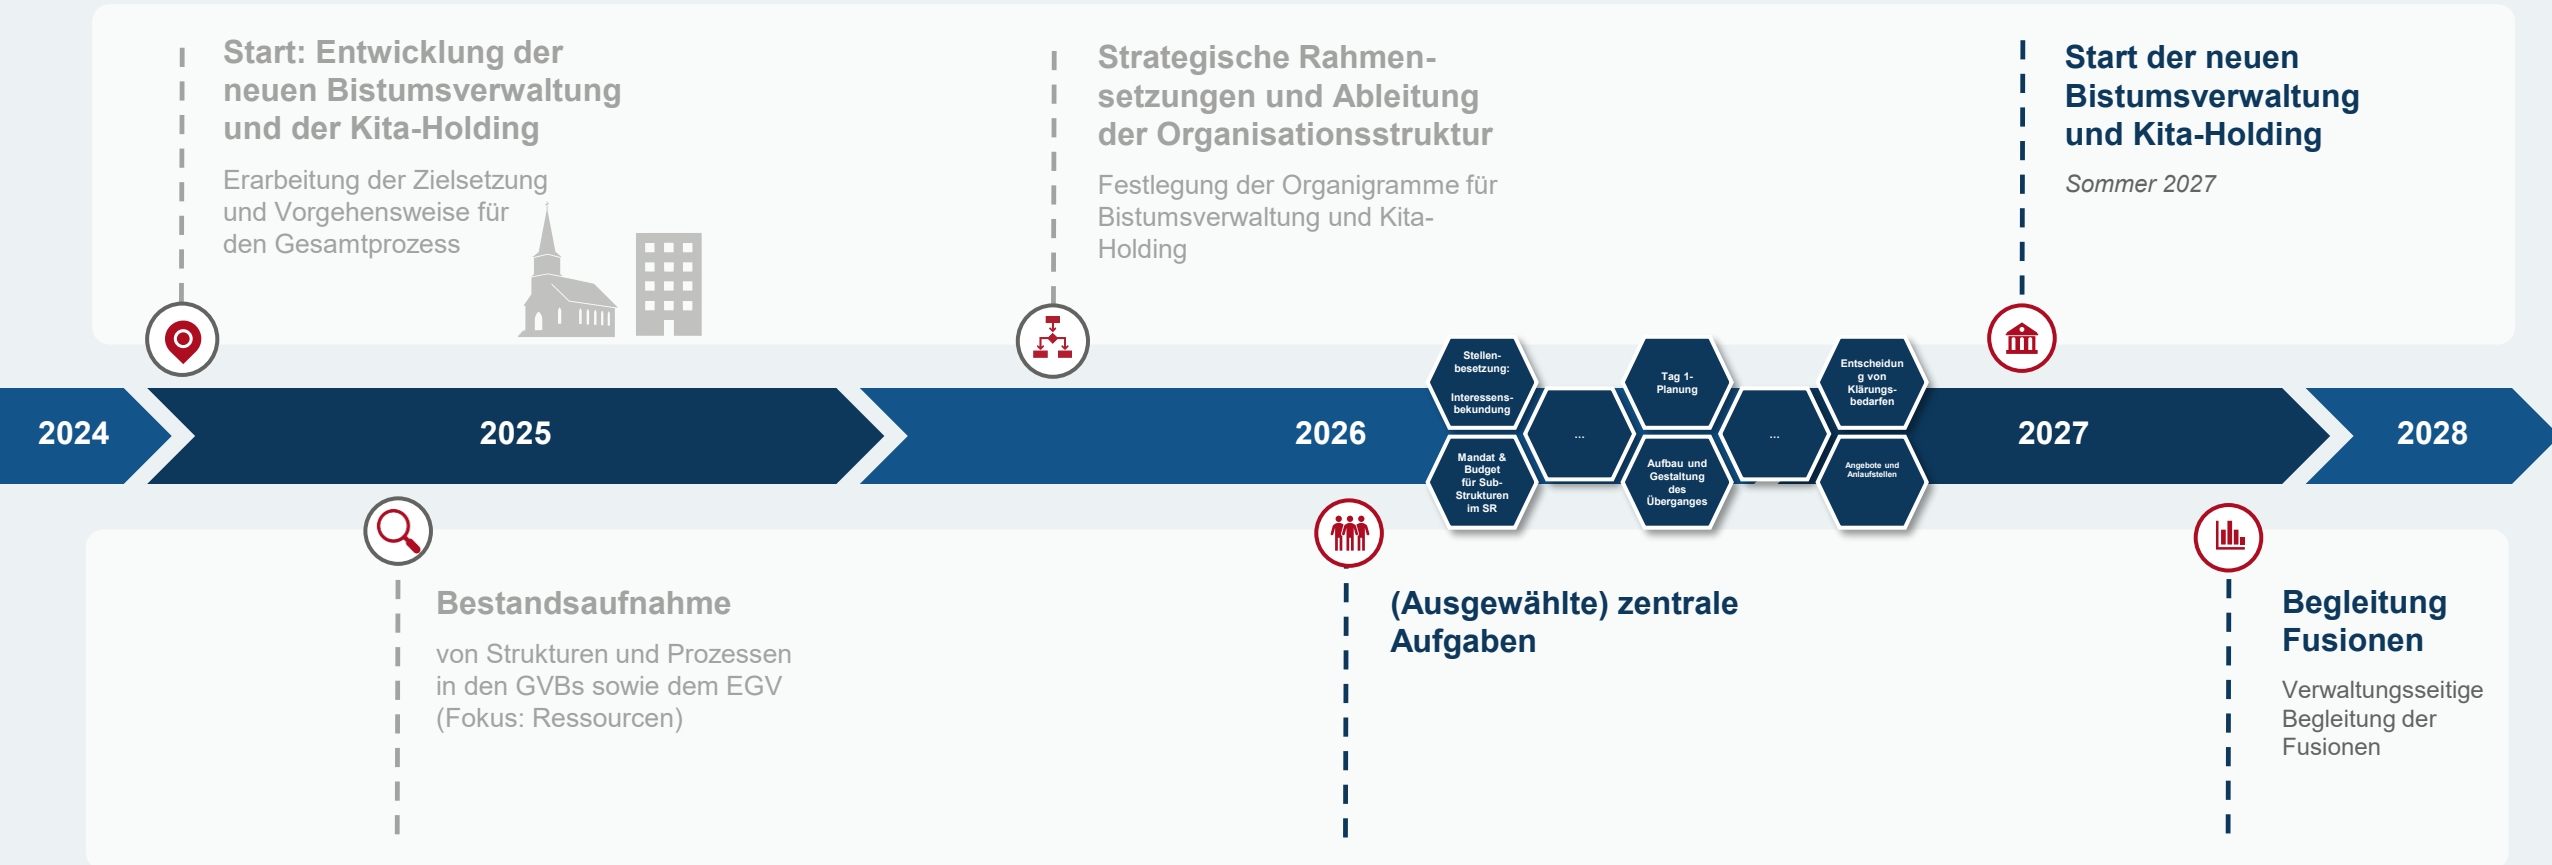 Start: Entwicklung der
neuen Bistumsverwaltung
und der Kita-Holding
Erarbeitung der Zielsetzung
und Vorgehensweise für
den Gesamtprozess
Strategische Rahmen-
setzungen und Ableitung
der Organisationsstruktur
Festlegung der Organigramme für
Bistumsverwaltung und Kita-
Holding
Start der neuen
Bistumsverwaltung
und Kita-Holding
Sommer 2027
2024
2025
2026
Stellen-
besetzung:
Interessens-
bekundung
Mandat &
Budget
für Sub-
Strukturen
im SR
...
Tag 1-
Planung
Aufbau und
Gestaltung
des
Überganges
...
Entscheidun
g von
Klärungs-
bedarfen
Angebote und
Anlaufstellen
2027
2028
Bestandsaufnahme
von Strukturen und Prozessen
in den GVBs sowie dem EGV
(Fokus: Ressourcen)
(Ausgewählte) zentrale
Aufgaben
Begleitung
Fusionen
Verwaltungsseitige
Begleitung der
Fusionen